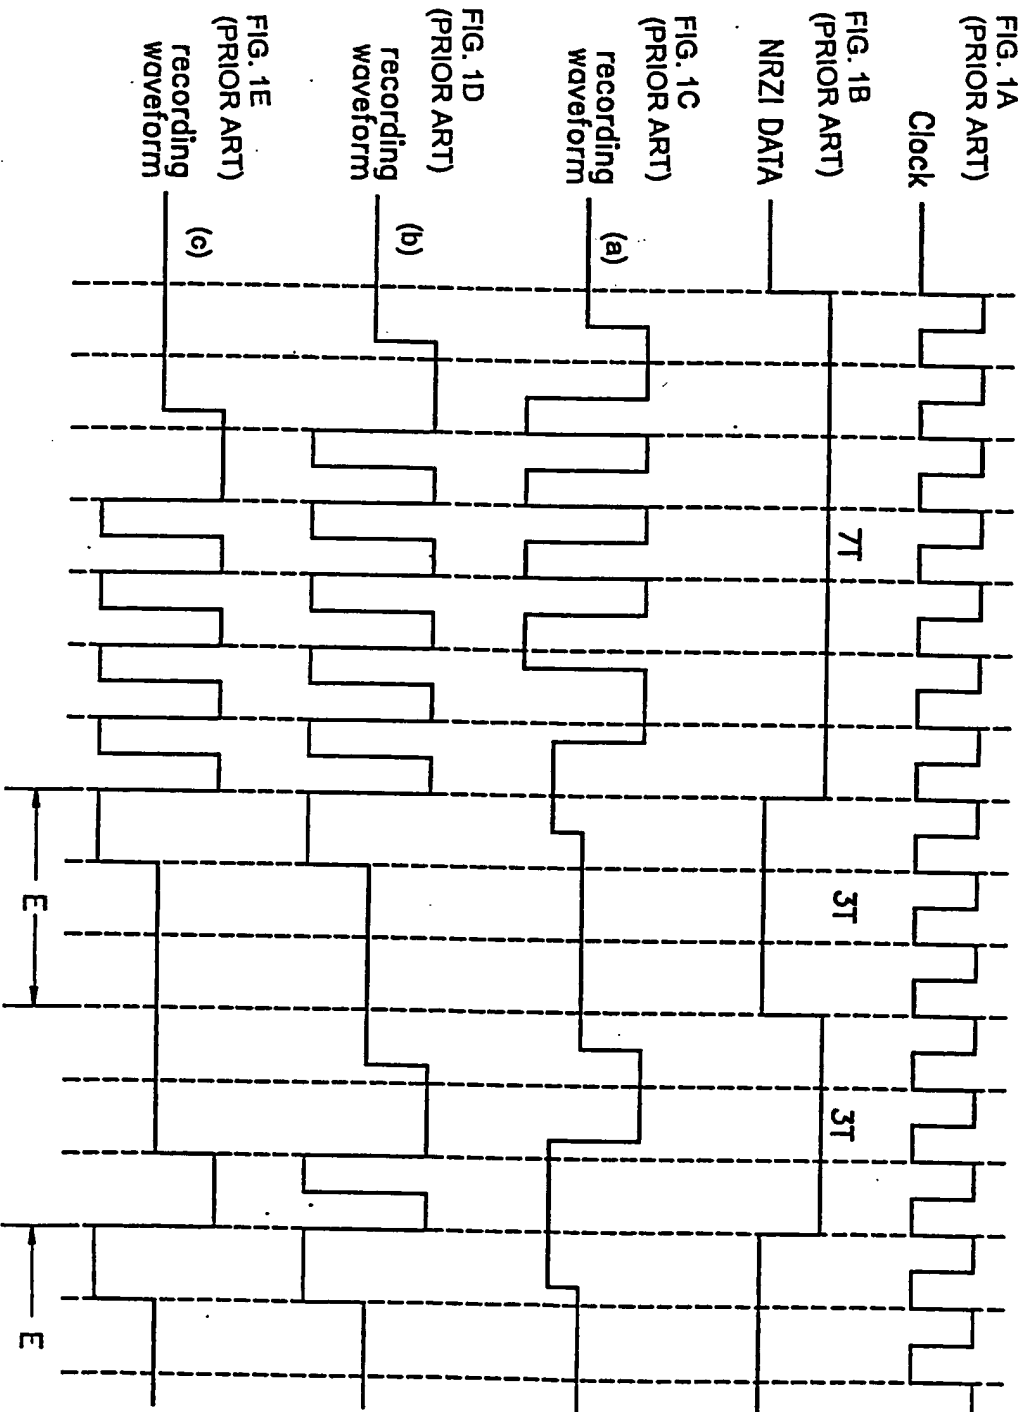 FIG. 1A
(PRIOR ART)
Clock
FIG. 1B
(PRIOR ART)
NRZI DATA
7T
3T
3T
FIG. 1C
(PRIOR ART)
recording
waveform
(a)
FIG. 1D
(PRIOR ART)
recording
waveform
(b)
FIG. 1E
(PRIOR ART)
recording
waveform
(c)
E
E